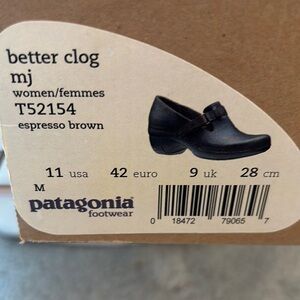 better clog
mj
women/femmes
T52154
espresso brown
11 usa 42 euro 9 uk 28 cm
M
patagonia
footwear
0 18472 79065 7